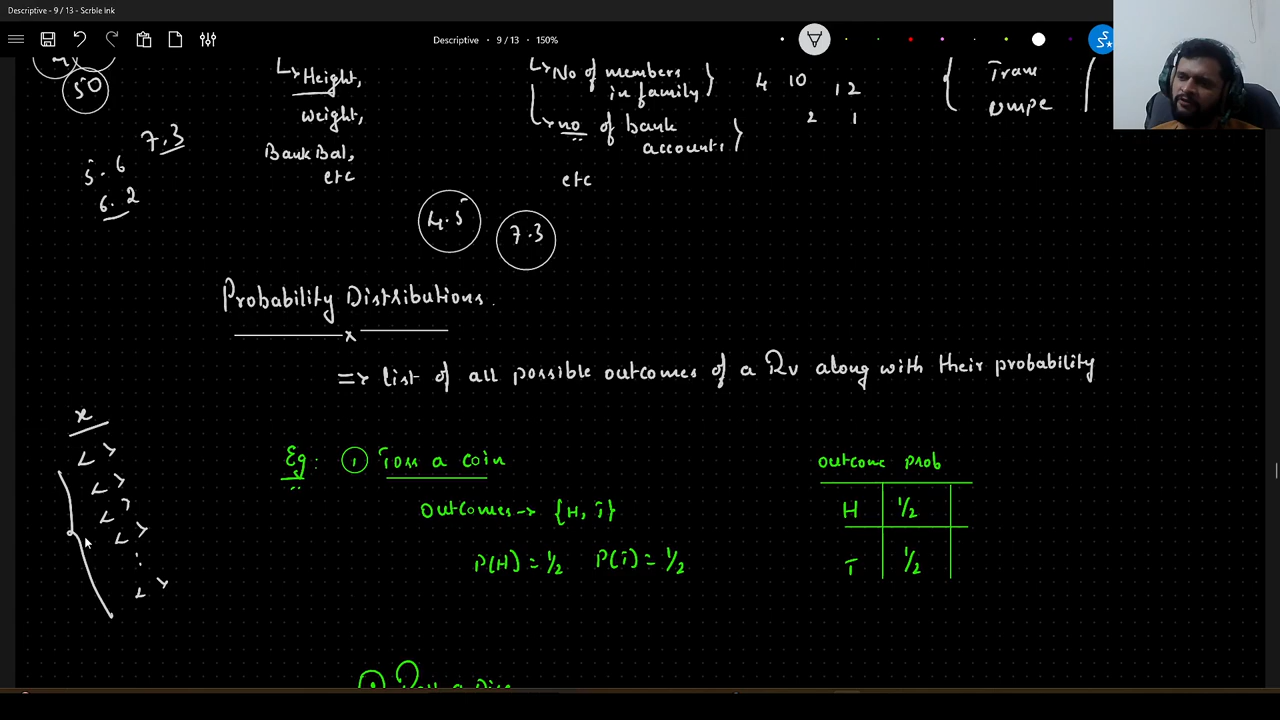 Descriptive - 9 / 13 - Scrble Ink
Descriptive • 9 / 13 • 150%
50
Height,
weight,
Bank Bal,
etc
No of members
in family
no of bank
accounts
etc
4 10 12
2 1
Tram
7.3
5.6
6.2
4.5
7.3
Probability Distributions.
x
=> list of all possible outcomes of a Rv along with their probability
x
Eg: 1 Toss a coin
outcomes → {H, T}
P(H) = 1/2 P(T) = 1/2
outcome prob
H 1/2
T 1/2